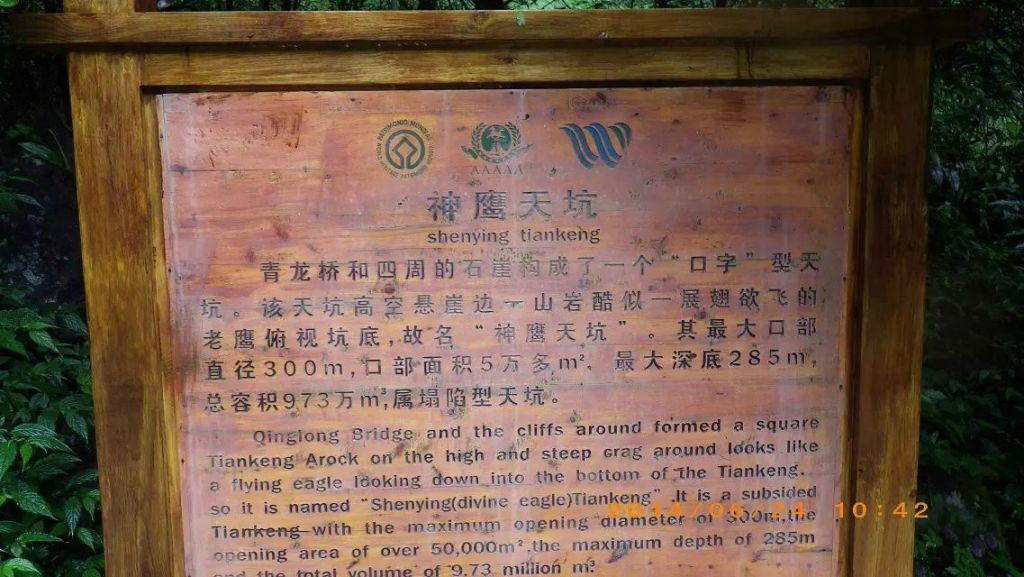 AAAAA
神鹰天坑
shenying tiankeng
青龙桥和四周的石崖构成了一个“口字”型天
坑。该天坑高空悬崖边一山岩酷似一展翅欲飞的
老鹰俯视坑底,故名“神鹰天坑”。其最大口部
直径300m,口部面积5万多m²，最大深底285m,
总容积973万m³,属塌陷型天坑。
Qinglong Bridge and the cliffs around formed a square
Tiankeng Arock on the high and steep crag around looks like
a flying eagle looking down into the bottom of the Tiankeng.
so it is named "Shenying(divine eagle)Tiankeng".It is a subsided
Tiankeng with the maximum opening diameter of 300m,the
opening area of over 50,000m²,the maximum depth of 285m
and the total volume of 9.73 million m³.
2014/06/24 10:42